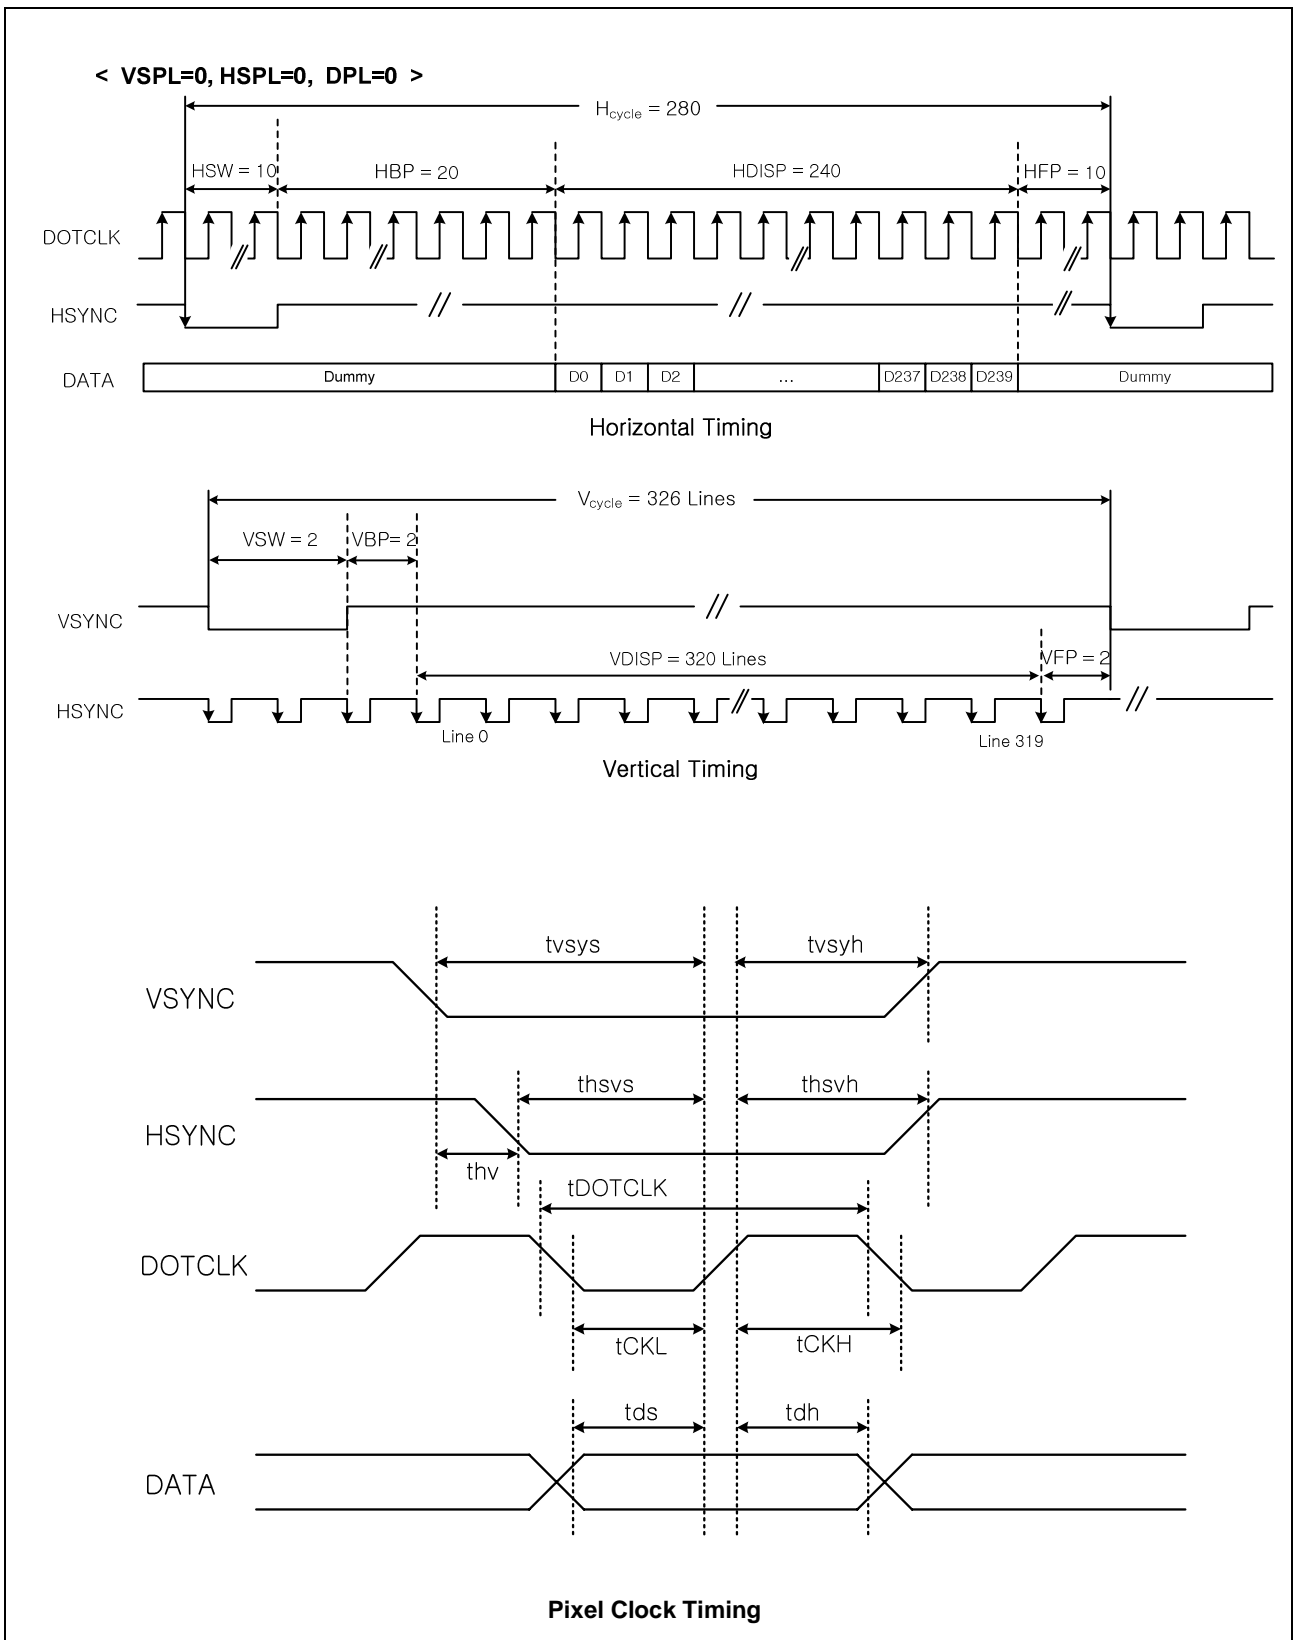 < VSPL=0, HSPL=0, DPL=0 >
Hcycle = 280
HSW = 10
HBP = 20
HDISP = 240
HFP = 10
DOTCLK
HSYNC
DATA
Dummy
D0
D1
D2
...
D237
D238
D239
Dummy
Horizontal Timing
Vcycle = 326 Lines
VSW = 2
VBP= 2
VSYNC
VDISP = 320 Lines
VFP = 2
HSYNC
Line 0
Line 319
Vertical Timing
tvsys
tvsyh
VSYNC
thsvs
thsvh
HSYNC
thv
tDOTCLK
DOTCLK
tCKL
tCKH
tds
tdh
DATA
Pixel Clock Timing